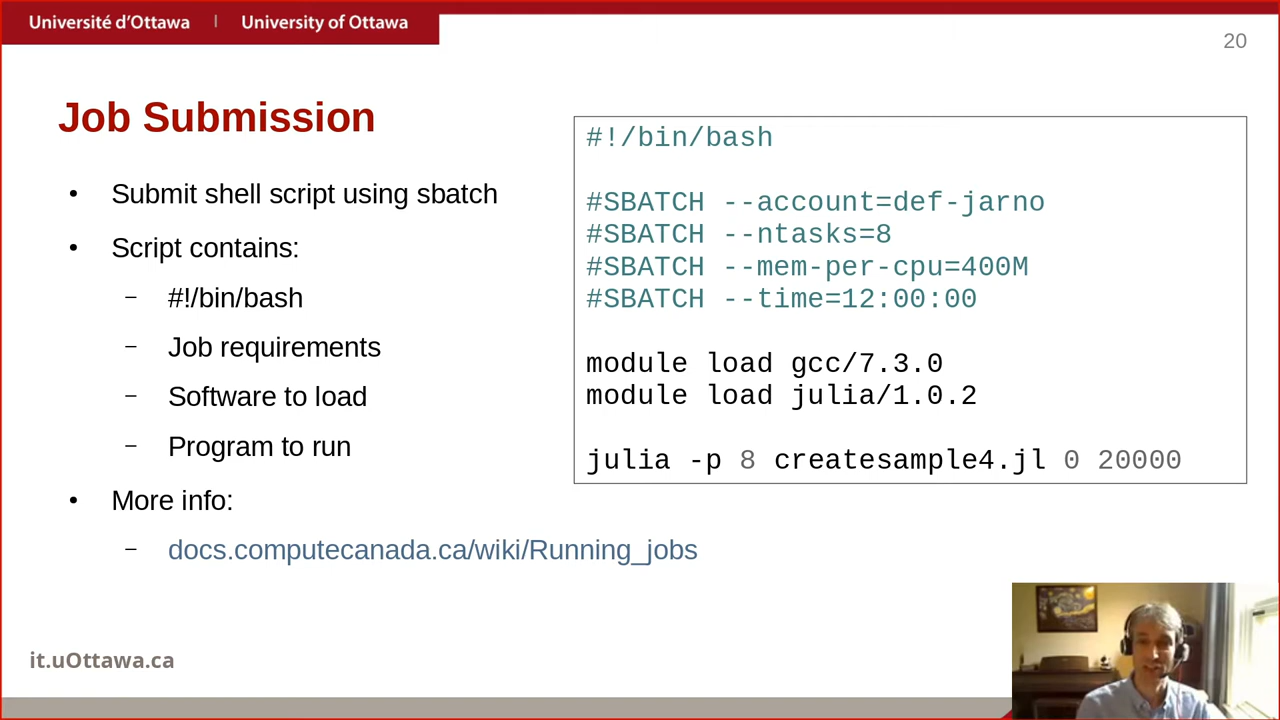 Université d'Ottawa | University of Ottawa
20
Job Submission
• Submit shell script using sbatch
• Script contains:
– #!/bin/bash
– Job requirements
– Software to load
– Program to run
• More info:
– docs.computecanada.ca/wiki/Running_jobs
#!/bin/bash
#SBATCH --account=def-jarno
#SBATCH --ntasks=8
#SBATCH --mem-per-cpu=400M
#SBATCH --time=12:00:00
module load gcc/7.3.0
module load julia/1.0.2
julia -p 8 createsample4.jl 0 20000
it.uOttawa.ca